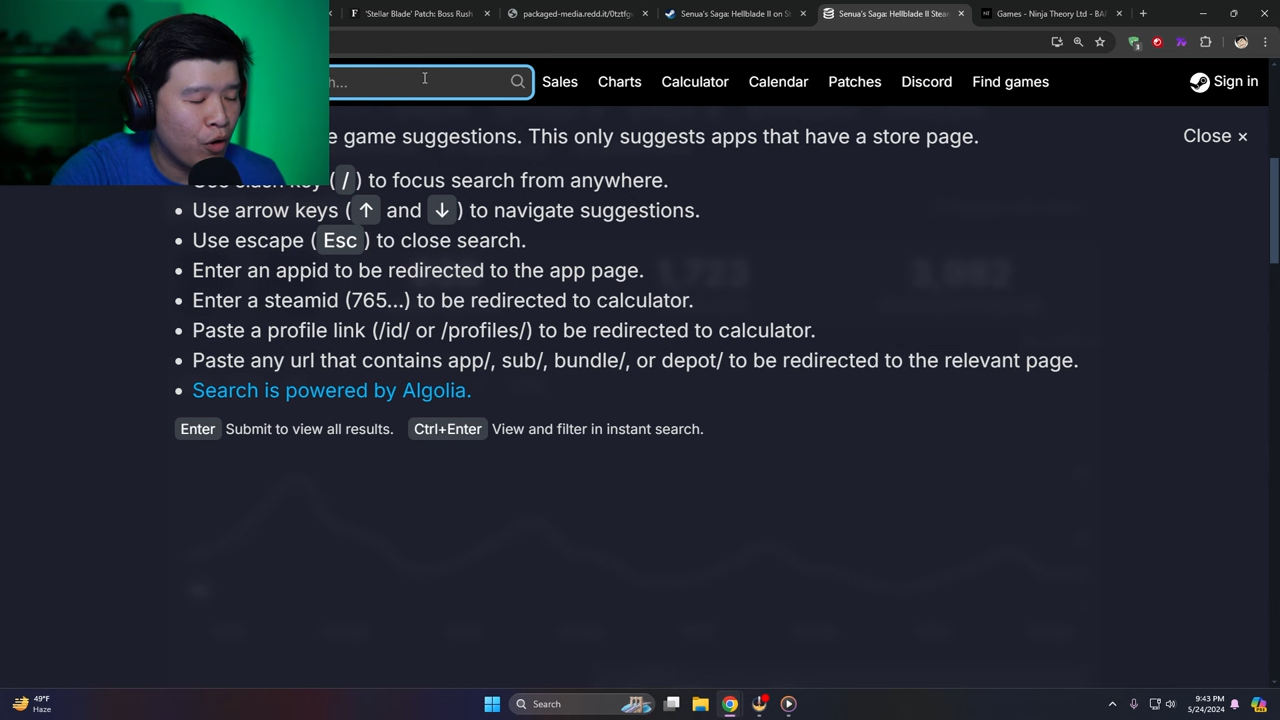 'Stellar Blade' Patch: Boss Rush
packaged-media.redd.it/0tztfgv
Senua's Saga: Hellblade II on S
Senua's Saga: Hellblade II Stea
Games - Ninja Theory Ltd - BA
h... Sales Charts Calculator Calendar Patches Discord Find games Sign in
e game suggestions. This only suggests apps that have a store page. Close ×
(/) to focus search from anywhere.
• Use arrow keys (↑ and ↓) to navigate suggestions.
• Use escape (Esc) to close search.
• Enter an appid to be redirected to the app page.
• Enter a steamid (765...) to be redirected to calculator.
• Paste a profile link (/id/ or /profiles/) to be redirected to calculator.
• Paste any url that contains app/, sub/, bundle/, or depot/ to be redirected to the relevant page.
• Search is powered by Algolia.
Enter Submit to view all results. Ctrl+Enter View and filter in instant search.
49°F
Haze
Search
9:43 PM
5/24/2024